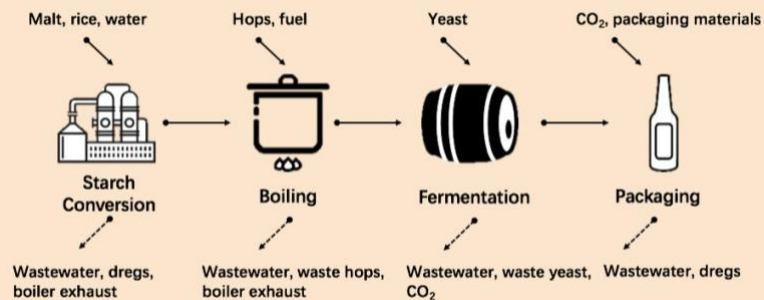 Malt, rice, water
Hops, fuel
Yeast
CO₂, packaging materials
Starch
Conversion
Boiling
Fermentation
Packaging
Wastewater, dregs,
boiler exhaust
Wastewater, waste hops,
boiler exhaust
Wastewater, waste yeast,
CO₂
Wastewater, dregs